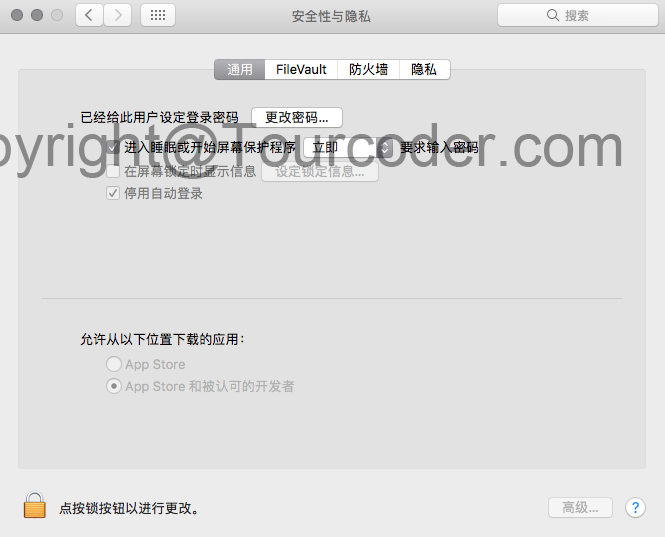 安全性与隐私
搜索
通用 FileVault 防火墙 隐私
已经给此用户设定登录密码 更改密码...
pyright@Tourcoder.com
进入睡眠或开始屏幕保护程序 立即 要求输入密码
在屏幕锁定时显示信息 设定锁定信息...
停用自动登录
允许从以下位置下载的应用：
App Store
App Store 和被认可的开发者
点按锁按钮以进行更改。 高级... ?